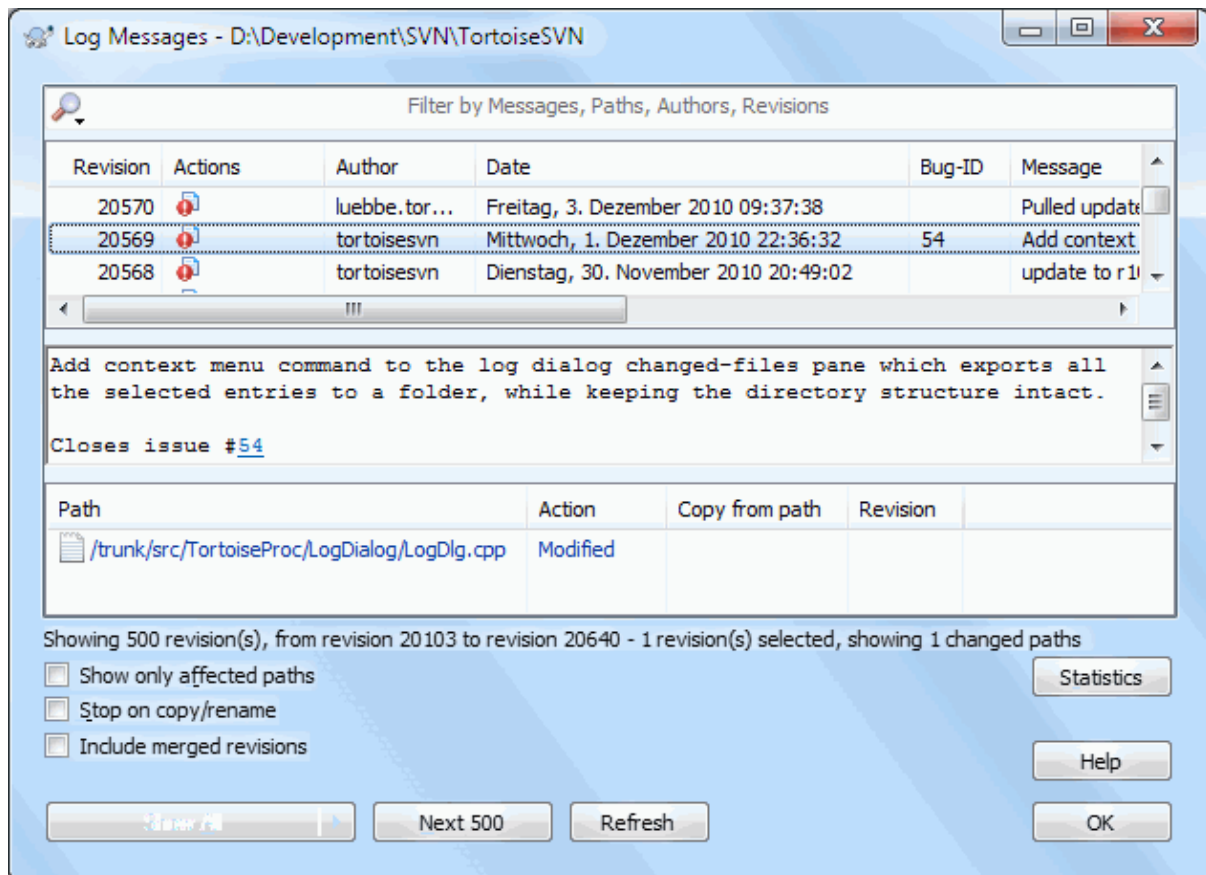 Log Messages - D:\Development\SVN\TortoiseSVN
Filter by Messages, Paths, Authors, Revisions
Revision Actions Author Date Bug-ID Message
20570 luebbe.tor... Freitag, 3. Dezember 2010 09:37:38 Pulled update
20569 tortoisesvn Mittwoch, 1. Dezember 2010 22:36:32 54 Add context
20568 tortoisesvn Dienstag, 30. November 2010 20:49:02 update to
Add context menu command to the log dialog changed-files pane which exports all
the selected entries to a folder, while keeping the directory structure intact.
Closes issue #54
Path Action Copy from path Revision
/trunk/src/TortoiseProc/LogDialog/LogDlg.cpp Modified
Showing 500 revision(s), from revision 20103 to revision 20640 - 1 revision(s) selected, showing 1 changed paths
Show only affected paths
Statistics
Stop on copy/rename
Include merged revisions
Help
Show All
Next 500
Refresh
OK